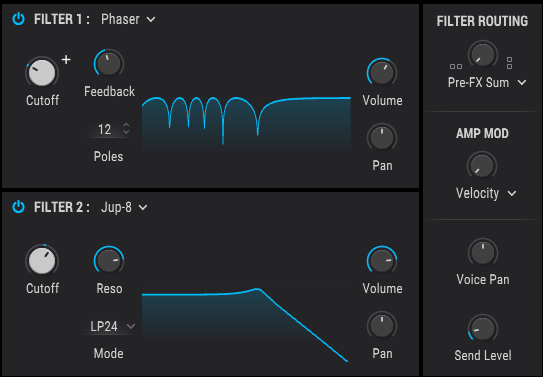 FILTER 1 : Phaser
Cutoff
Feedback
12
Poles
Volume
Pan
FILTER 2 : Jup-8
Cutoff
Reso
LP24
Mode
Volume
Pan
FILTER ROUTING
Pre-FX Sum
AMP MOD
Velocity
Voice Pan
Send Level